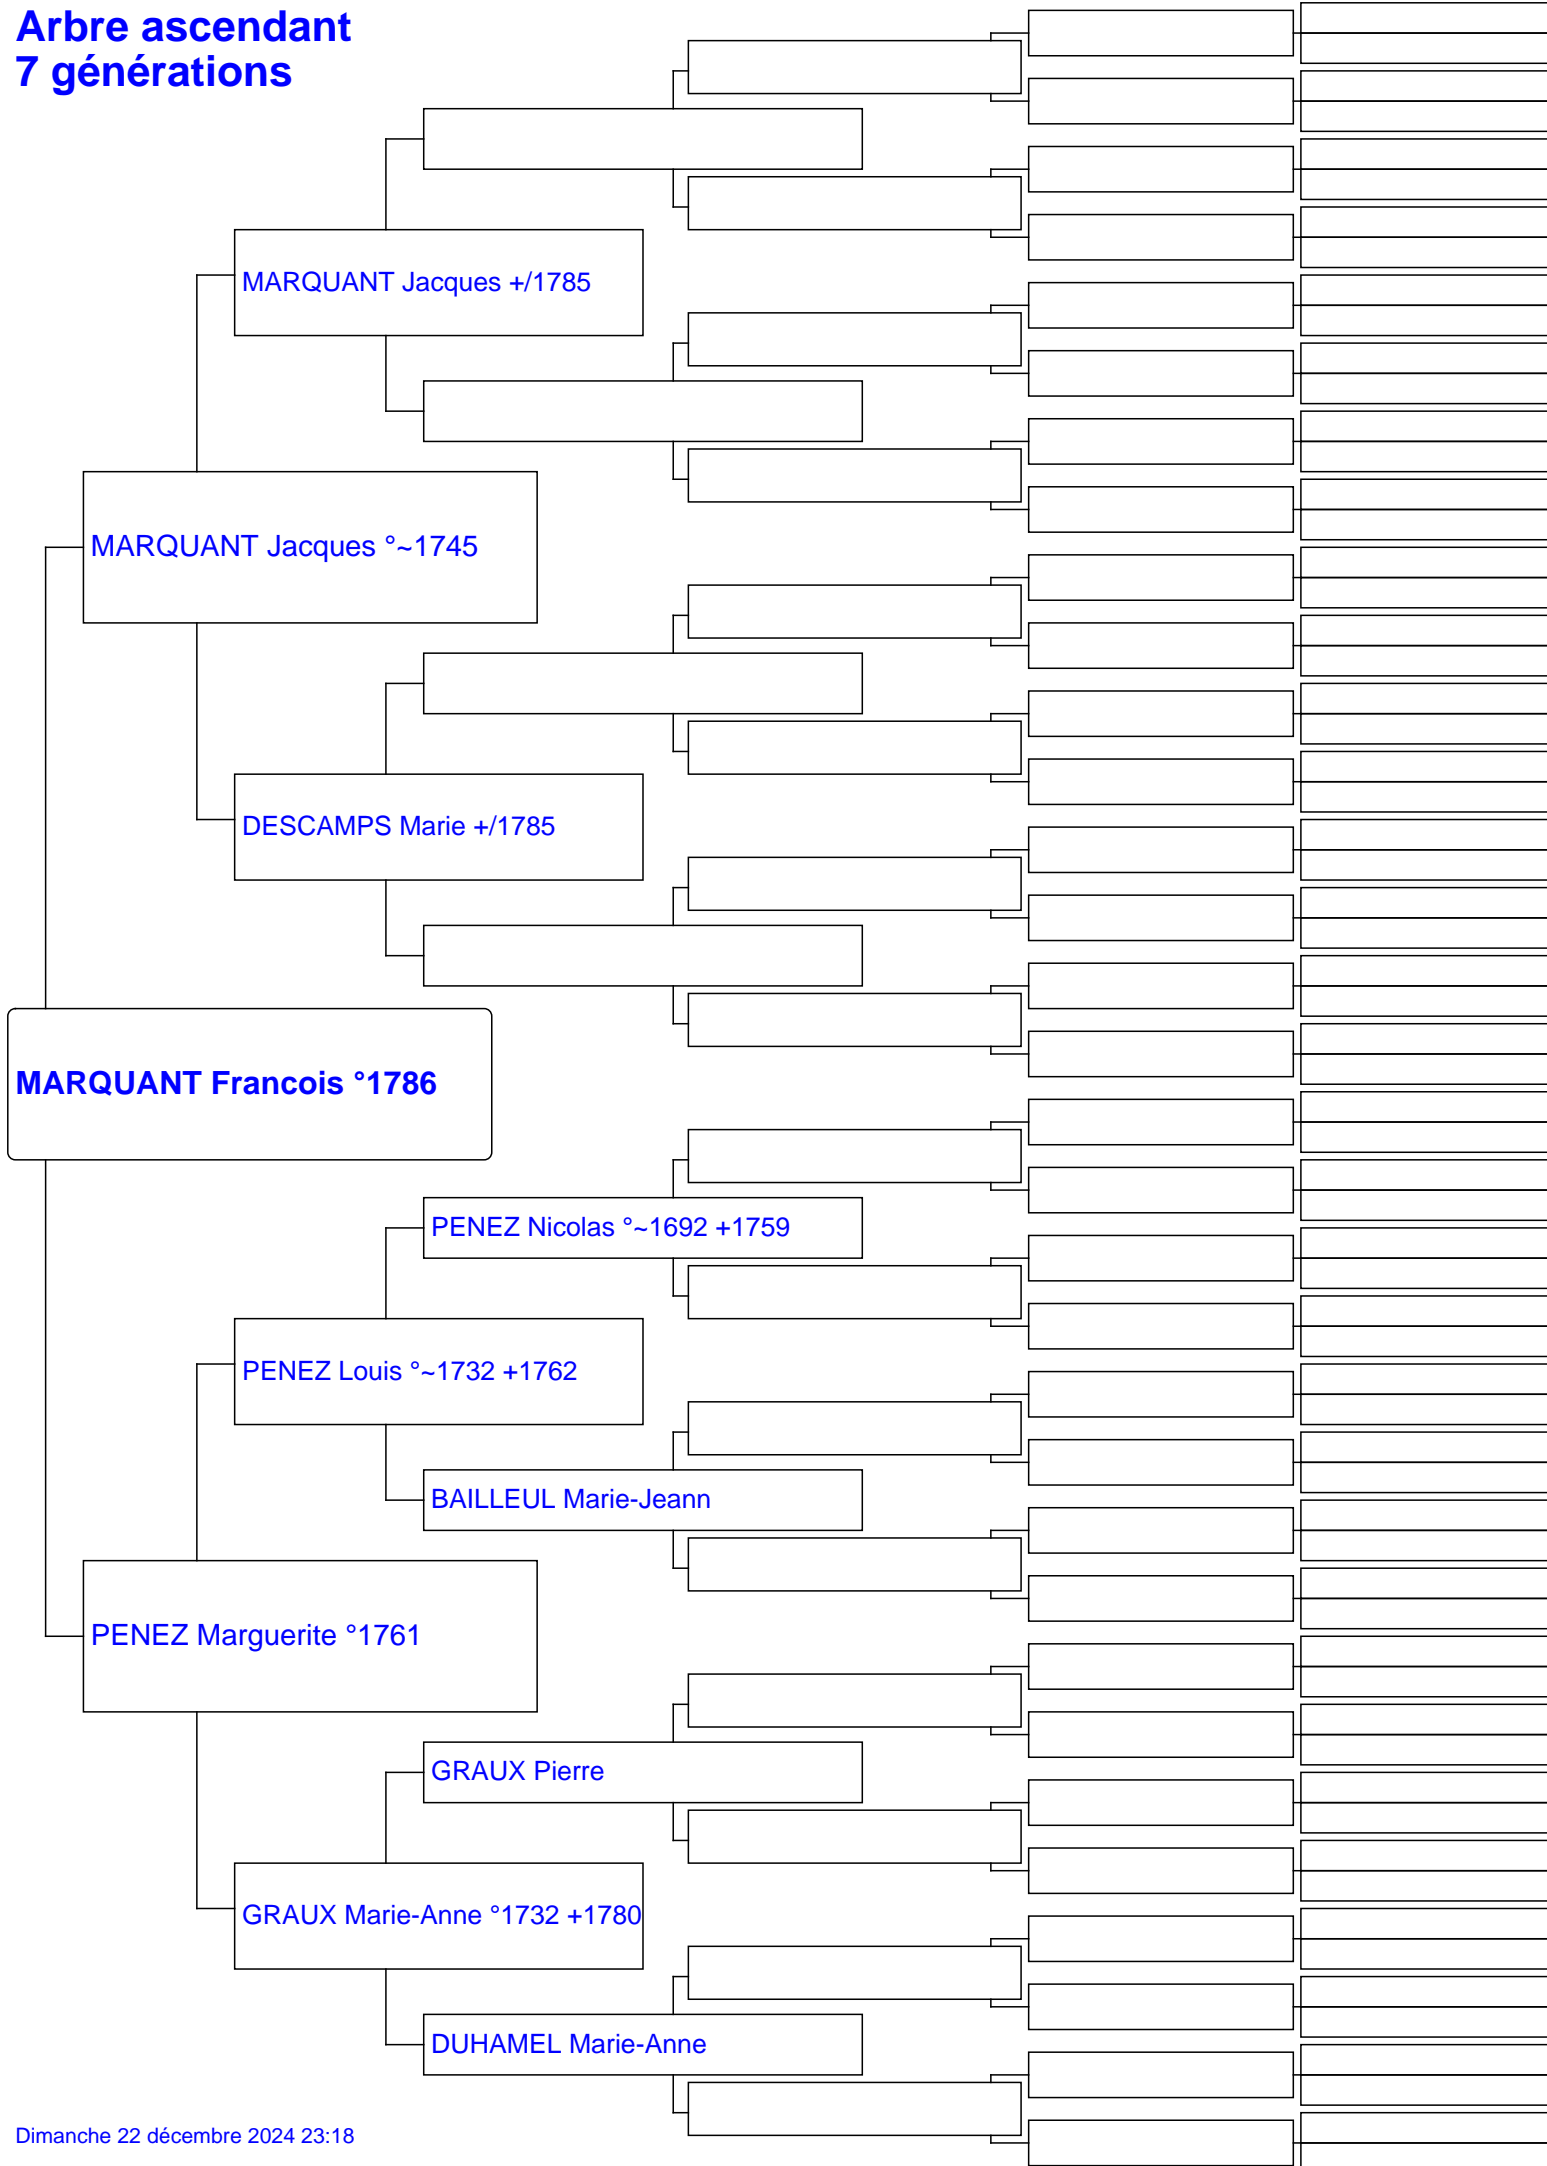 Arbre ascendant
7 générations
MARQUANT Jacques +/1785
MARQUANT Jacques °~1745
DESCAMPS Marie +/1785
MARQUANT Francois °1786
PENEZ Nicolas °~1692 +1759
PENEZ Louis °~1732 +1762
BAILLEUL Marie-Jeann
PENEZ Marguerite °1761
GRAUX Pierre
GRAUX Marie-Anne °1732 +1780
DUHAMEL Marie-Anne
Dimanche 22 décembre 2024 23:18